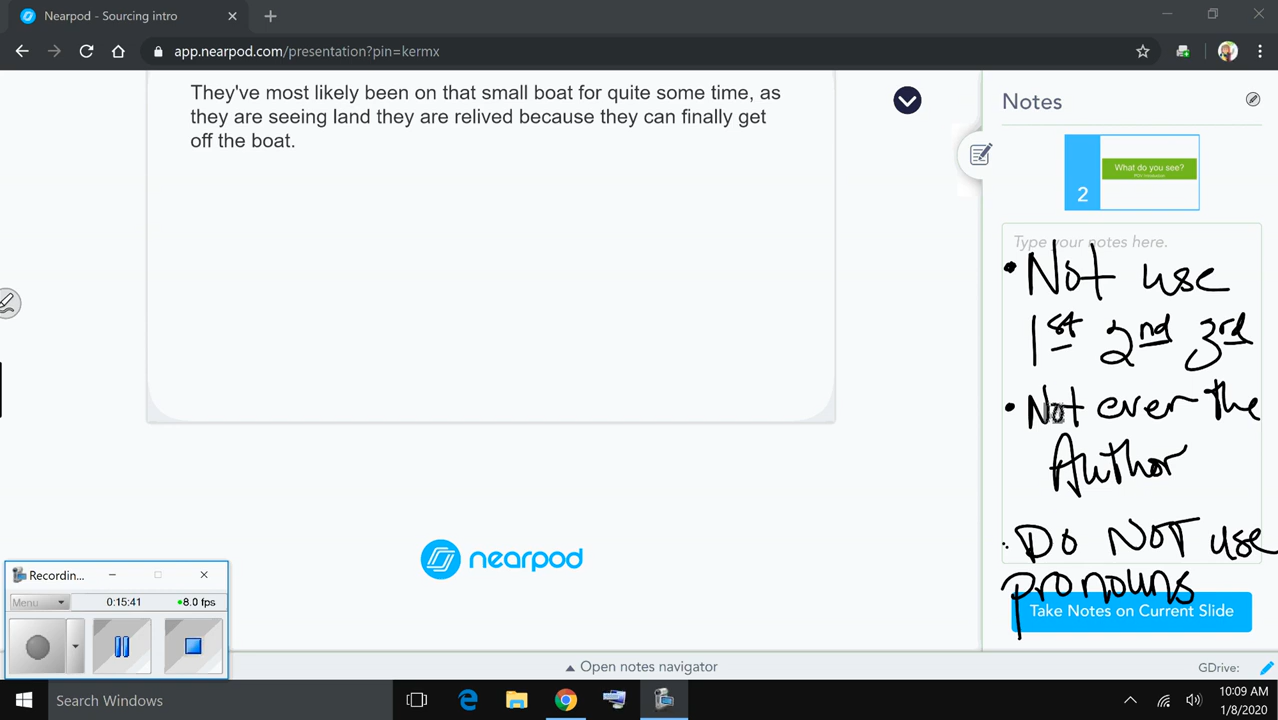 Nearpod - Sourcing intro
app.nearpod.com/presentation?pin=kermx
They've most likely been on that small boat for quite some time, as
they are seeing land they are relived because they can finally get
off the boat.
Notes
What do you see?
2
Type your notes here.
• Not use
1st 2nd 3rd
• Not ever the
Author
Do NOT use
pronouns
Take Notes on Current Slide
nearpod
Recordin...
Menu
0:15:41
8.0 fps
Open notes navigator
GDrive:
Search Windows
10:09 AM
1/8/2020